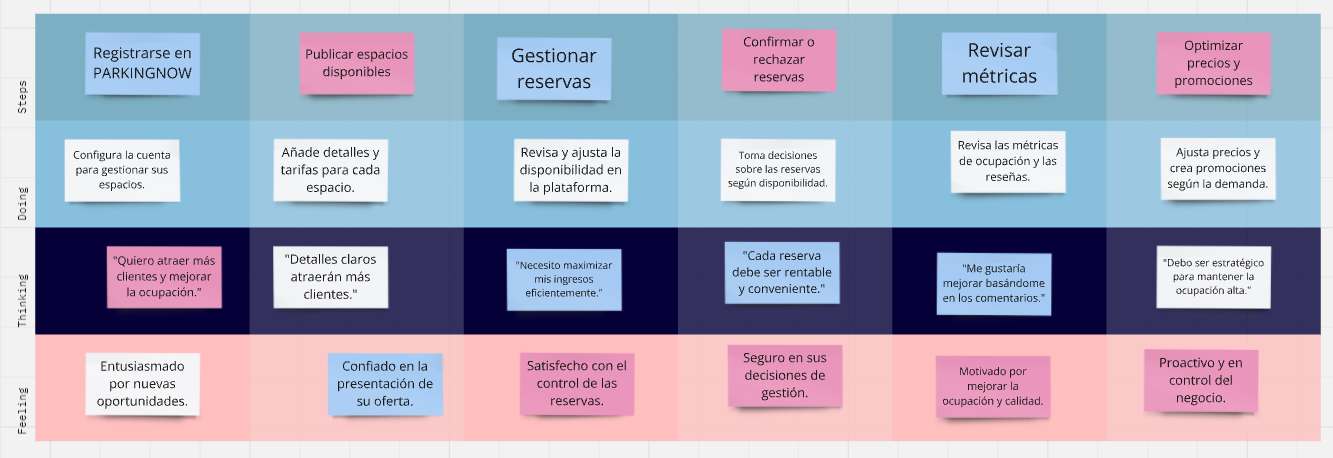 Steps
Registrarse en
PARKINGNOW
Publicar espacios
disponibles
Gestionar
reservas
Confirmar o
rechazar
reservas
Revisar
métricas
Optimizar
precios y
promociones
Doing
Configura la cuenta
para gestionar sus
espacios.
Añade detalles y
tarifas para cada
espacio.
Revisa y ajusta la
disponibilidad en
la plataforma.
Toma decisiones
sobre las reservas
según disponibilidad.
Revisa las métricas
de ocupación y las
reseñas.
Ajusta precios y
crea promociones
según la demanda.
Thinking
"Quiero atraer más
clientes y mejorar
la ocupación."
"Detalles claros
atraerán más
clientes."
"Necesito maximizar
mis ingresos
eficientemente."
"Cada reserva
debe ser rentable
y conveniente."
"Me gustaría
mejorar basándome
en los comentarios."
"Debo ser estratégico
para mantener la
ocupación alta."
Feeling
Entusiasmado
por nuevas
oportunidades.
Confiado en la
presentación de
su oferta.
Satisfecho con el
control de las
reservas.
Seguro en sus
decisiones de
gestión.
Motivado por
mejorar la
ocupación y calidad.
Proactivo y en
control del
negocio.